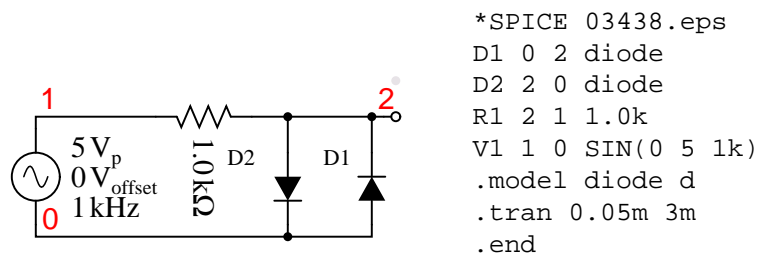 1
2
5 Vp
0 Voffset
1 kHz
1.0 kΩ
D2
D1
0
*SPICE 03438.eps
D1 0 2 diode
D2 2 0 diode
R1 2 1 1.0k
V1 1 0 SIN(0 5 1k)
.model diode d
.tran 0.05m 3m
.end